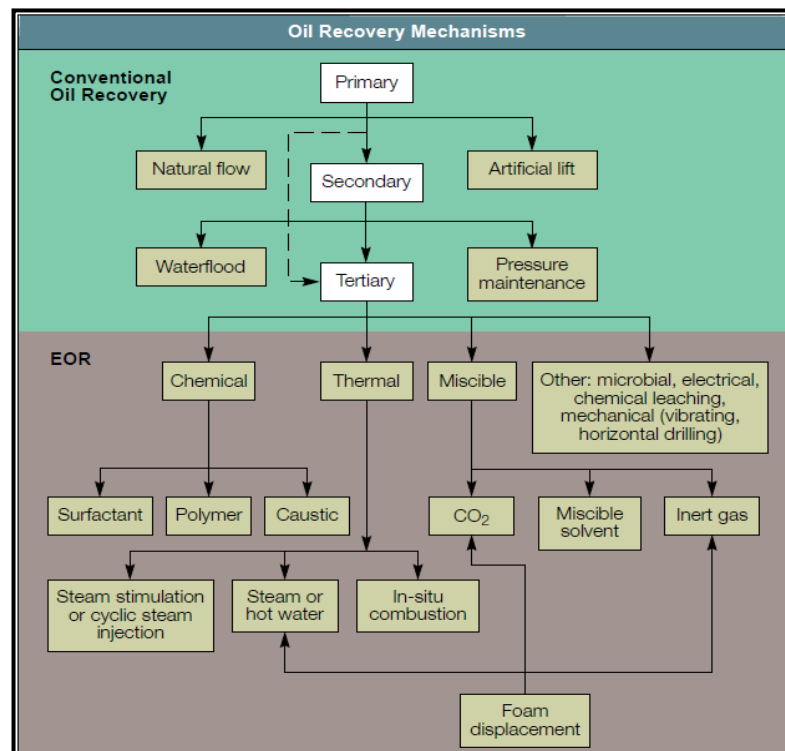 Oil Recovery Mechanisms
Conventional
Oil Recovery
Primary
Natural flow
Artificial lift
Secondary
Waterflood
Pressure
maintenance
Tertiary
EOR
Chemical
Thermal
Miscible
Other: microbial, electrical,
chemical leaching,
mechanical (vibrating,
horizontal drilling)
Surfactant
Polymer
Caustic
CO₂
Miscible
solvent
Inert gas
Steam stimulation
or cyclic steam
injection
Steam or
hot water
In-situ
combustion
Foam
displacement